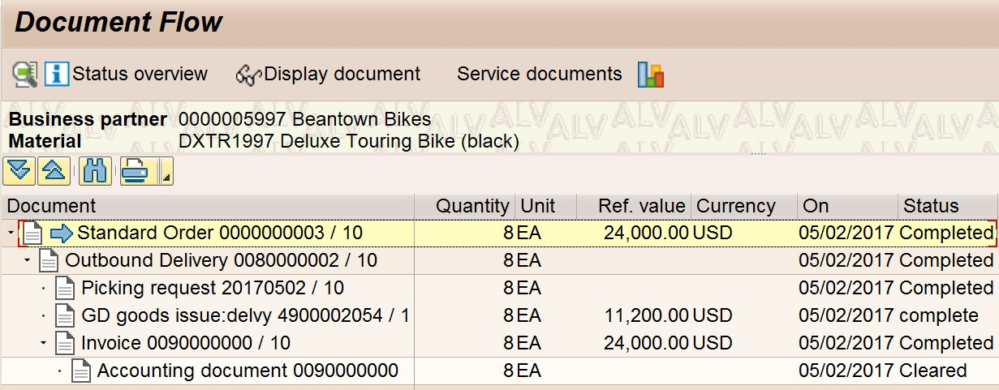 Document Flow
Status overview Display document Service documents
Business partner 0000005997 Beantown Bikes
Material DXTR1997 Deluxe Touring Bike (black)
Document Quantity Unit Ref. value Currency On Status
Standard Order 0000000003 / 10 8 EA 24,000.00 USD 05/02/2017 Completed
Outbound Delivery 0080000002 / 10 8 EA 05/02/2017 Completed
Picking request 20170502 / 10 8 EA 05/02/2017 Completed
GD goods issue:delvy 4900002054 / 1 8 EA 11,200.00 USD 05/02/2017 complete
Invoice 0090000000 / 10 8 EA 24,000.00 USD 05/02/2017 Completed
Accounting document 0090000000 8 EA 05/02/2017 Cleared